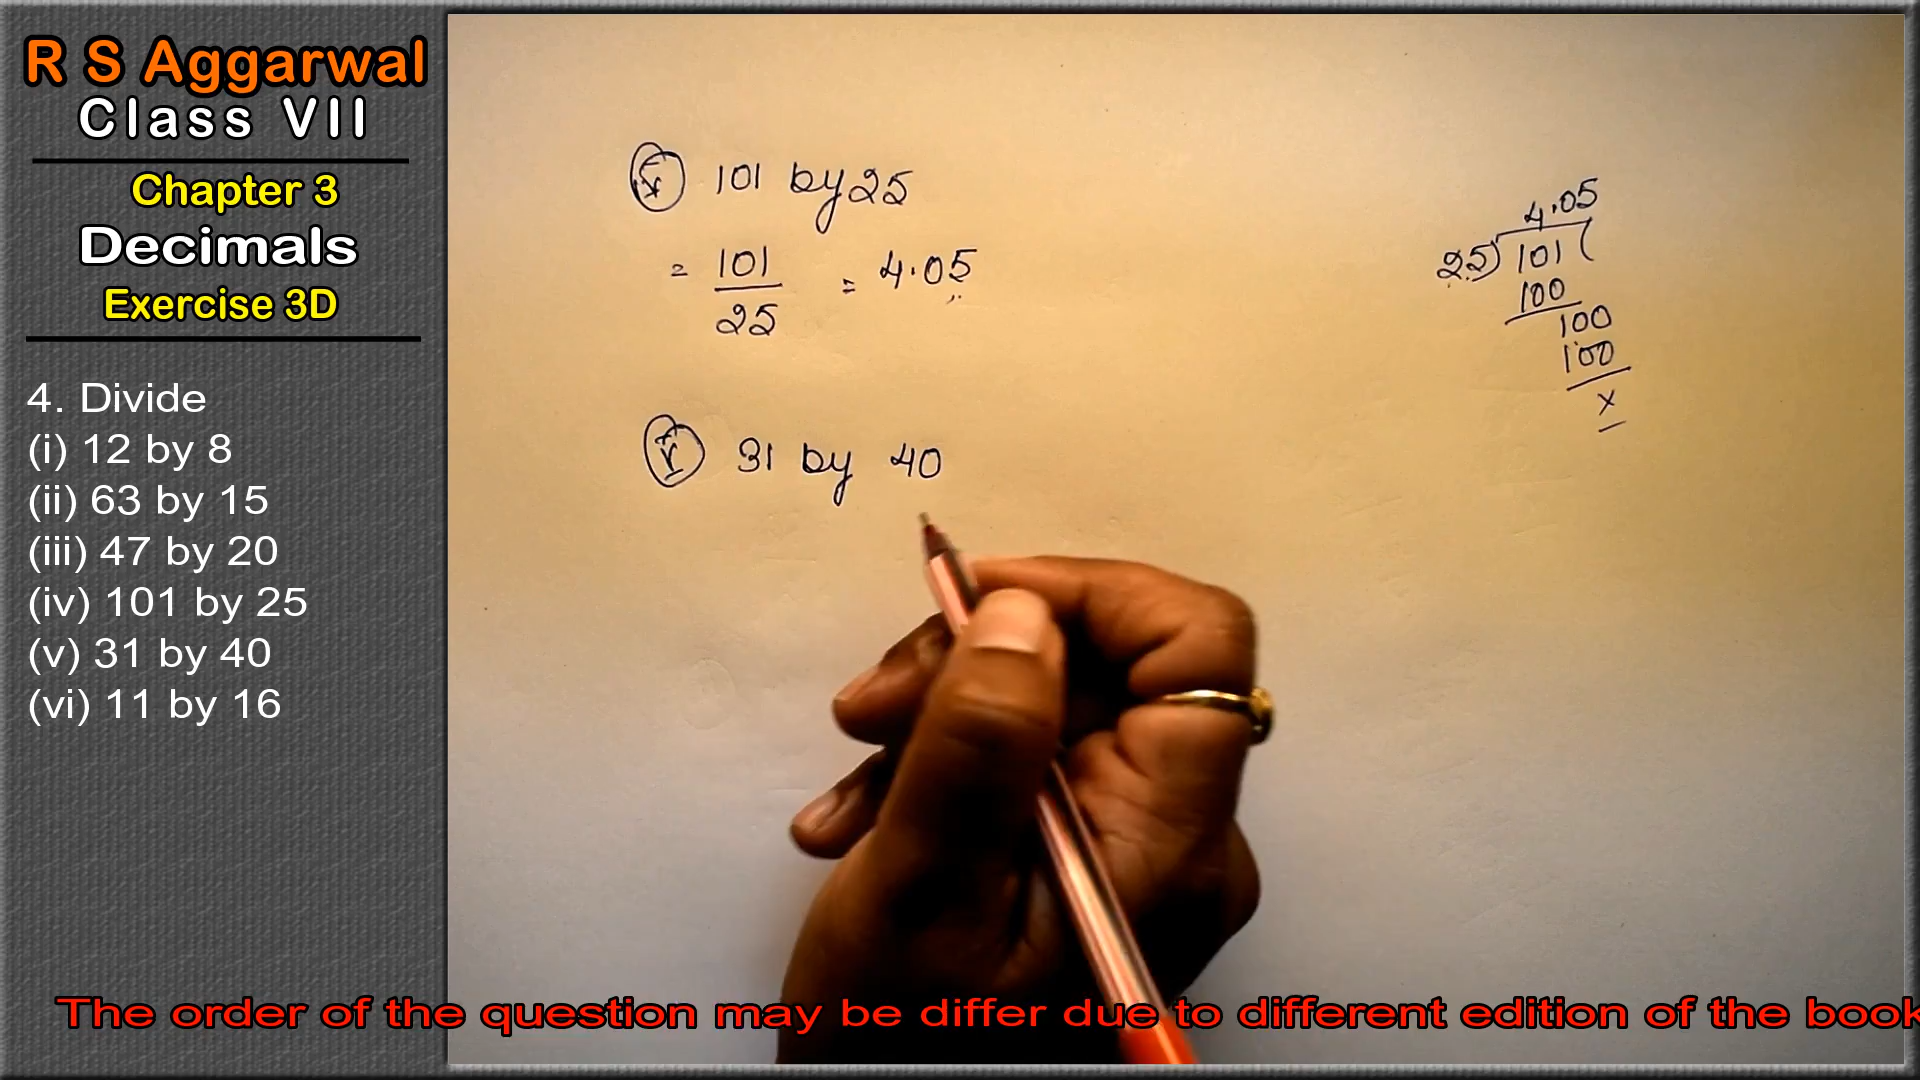 R S Aggarwal
Class VII
Chapter 3
Decimals
Exercise 3D
4. Divide
(i) 12 by 8
(ii) 63 by 15
(iii) 47 by 20
(iv) 101 by 25
(v) 31 by 40
(vi) 11 by 16
iv 101 by 25
= 101/25 = 4.05
4.05
25) 101 (
100
100
100
x
v 31 by 40
The order of the question may be differ due to different edition of the book